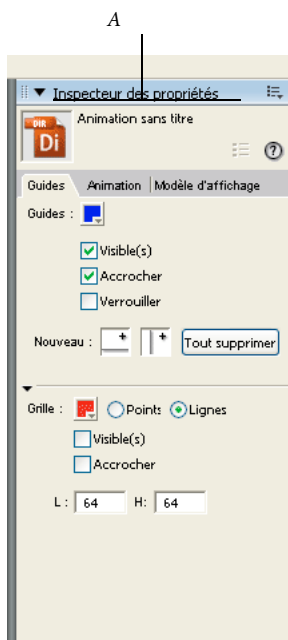 A
Inspecteur des propriétés
DIR
Di
Animation sans titre
?
Guides Animation Modèle d'affichage
Guides :
Visible(s)
Accrocher
Verrouiller
Nouveau : + + Tout supprimer
Grille : Points Lignes
Visible(s)
Accrocher
L : 64 H: 64